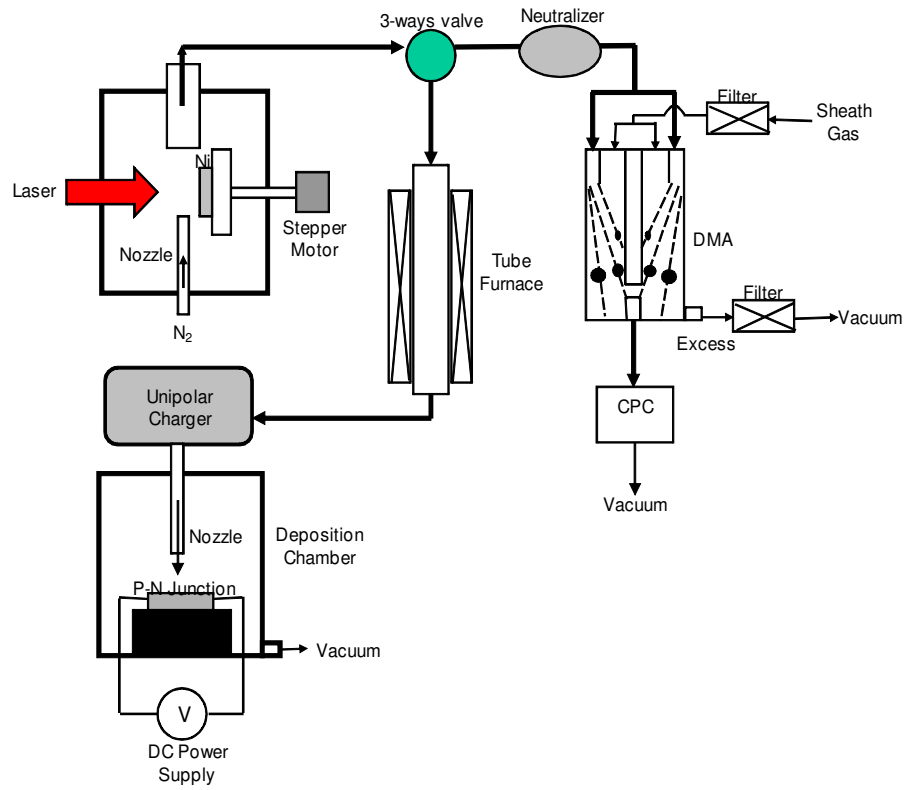 3-ways valve
Neutralizer
Filter
Sheath
Gas
Ni
Laser
Stepper
Motor
Nozzle
N2
Tube
Furnace
DMA
Filter
Vacuum
Excess
CPC
Vacuum
Unipolar
Charger
Nozzle
Deposition
Chamber
P-N Junction
Vacuum
V
DC Power
Supply